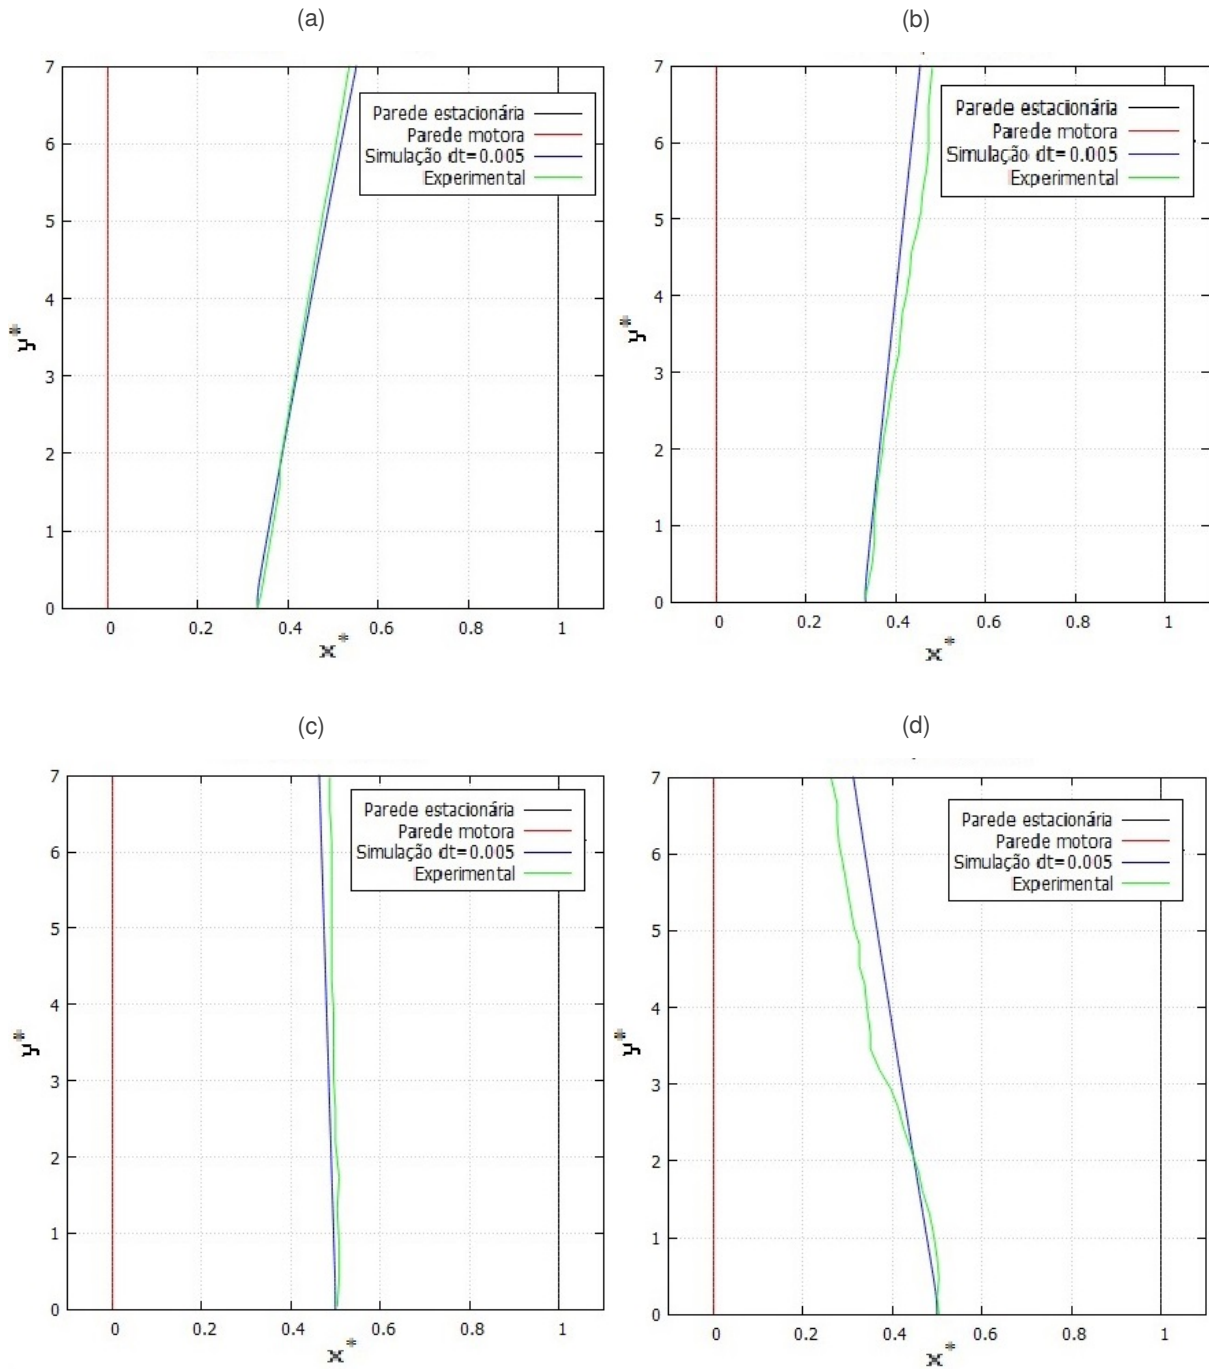 (a)
7
6
5
4
3
2
1
0
y*
Parede estacionária
Parede motora
Simulação dt=0.005
Experimental
0 0.2 0.4 0.6 0.8 1
x*
(b)
7
6
5
4
3
2
1
0
y*
Parede estacionária
Parede motora
Simulação dt=0.005
Experimental
0 0.2 0.4 0.6 0.8 1
x*
(c)
7
6
5
4
3
2
1
0
y*
Parede estacionária
Parede motora
Simulação dt=0.005
Experimental
0 0.2 0.4 0.6 0.8 1
x*
(d)
7
6
5
4
3
2
1
0
y*
Parede estacionária
Parede motora
Simulação dt=0.005
Experimental
0 0.2 0.4 0.6 0.8 1
x*